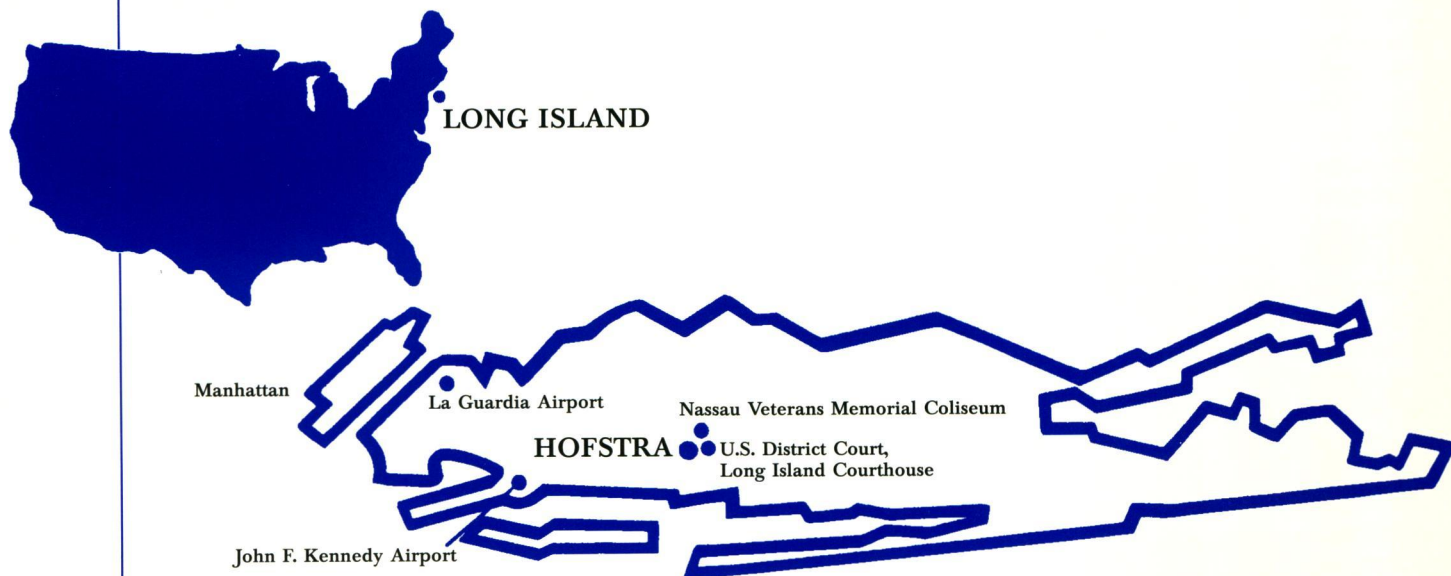 LONG ISLAND
Manhattan
La Guardia Airport
Nassau Veterans Memorial Coliseum
HOFSTRA
U.S. District Court,
Long Island Courthouse
John F. Kennedy Airport